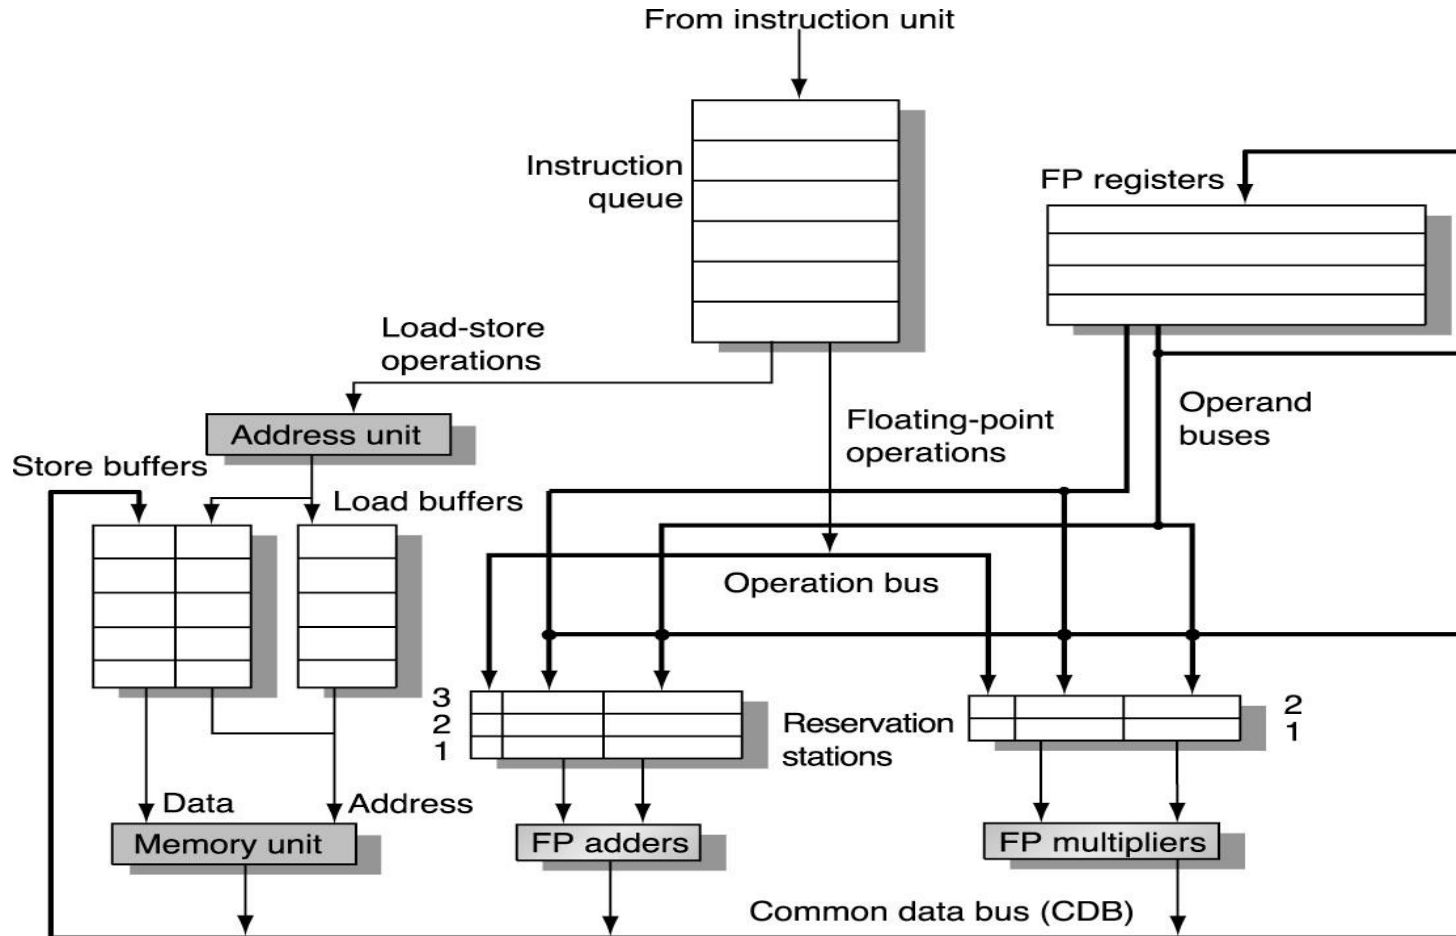 From instruction unit
Instruction
queue
FP registers
Load-store
operations
Address unit
Floating-point
operations
Operand
buses
Store buffers
Load buffers
Operation bus
3
2
1
Reservation
stations
2
1
Data
Address
Memory unit
FP adders
FP multipliers
Common data bus (CDB)